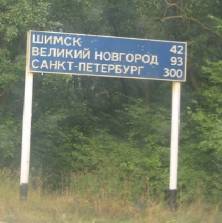 ШИМСК 42
ВЕЛИКИЙ НОВГОРОД 93
САНКТ-ПЕТЕРБУРГ 300